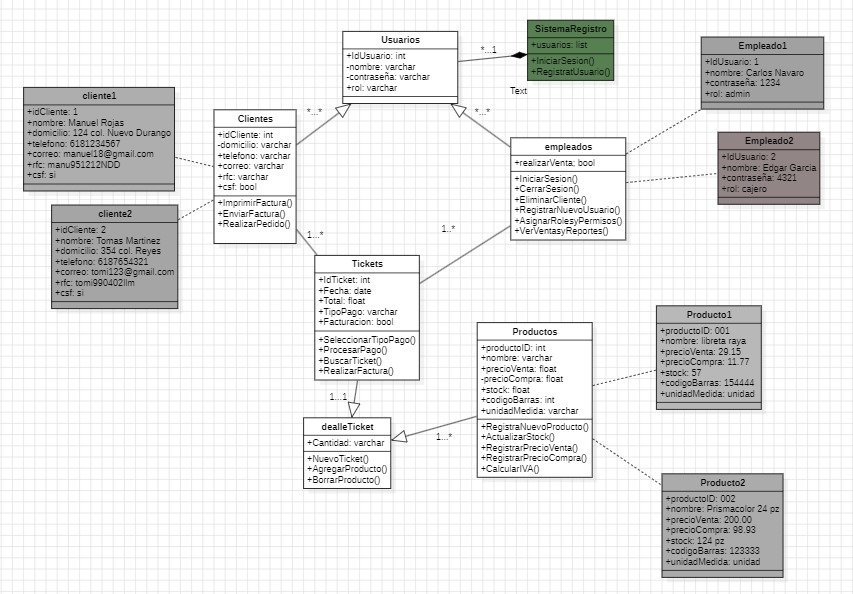 Usuarios
+IdUsuario: int
-nombre: varchar
-contraseña: varchar
+rol: varchar
*...1
SistemaRegistro
+usuarios: list
+IniciarSesion()
+RegistratUsuario()
Text
Empleado1
+IdUsuario: 1
+nombre: Carlos Navaro
+contraseña: 1234
+rol: admin
cliente1
+idCliente: 1
+nombre: Manuel Rojas
+domicilio: 124 col. Nuevo Durango
+telefono: 6181234567
+correo: manuel18@gmail.com
+rfc: manu951212NDD
+csf: si
Clientes
+idCliente: int
-domicilio: varchar
+telefono: varchar
+correo: varchar
+rfc: varchar
+csf: bool
+ImprimirFactura()
+EnviarFactura()
+RealizarPedido()
*...*
*...*
empleados
+realizarVenta; bool
+IniciarSesion()
+CerrarSesion()
+EliminarCliente()
+RegistrarNuevoUsuario()
+AsignarRolesyPermisos()
+VerVentasyReportes()
Empleado2
+IdUsuario: 2
+nombre: Edgar Garcia
+contraseña: 4321
+rol: cajero
cliente2
+idCliente: 2
+nombre: Tomas Martinez
+domicilio: 354 col. Reyes
+telefono: 6187654321
+correo: tomi123@gmail.com
+rfc: tomi990402llm
+csf: si
1...*
1..*
Tickets
+IdTicket: int
+Fecha: date
+Total: float
+TipoPago: varchar
+Facturacion: bool
+SeleccionarTipoPago()
+ProcesarPago()
+BuscarTicket()
+RealizarFactura()
Productos
+productoID: int
+nombre: varchar
+precioVenta: float
-precioCompra: float
+stock: float
+codigoBarras: int
+unidadMedida: varchar
+RegistraNuevoProducto()
+ActualizarStock()
+RegistrarPrecioVenta()
+RegistrarPrecioCompra()
+CalcularIVA()
Producto1
+productoID: 001
+nombre: libreta raya
+precioVenta: 29.15
+precioCompra: 11.77
+stock: 57
+codigoBarras: 154444
+unidadMedida: unidad
1...1
dealleTicket
+Cantidad: varchar
+NuevoTicket()
+AgregarProducto()
+BorrarProducto()
1...*
Producto2
+productoID: 002
+nombre: Prismacolor 24 pz
+precioVenta: 200.00
+precioCompra: 98.93
+stock: 124 pz
+codigoBarras: 123333
+unidadMedida: unidad